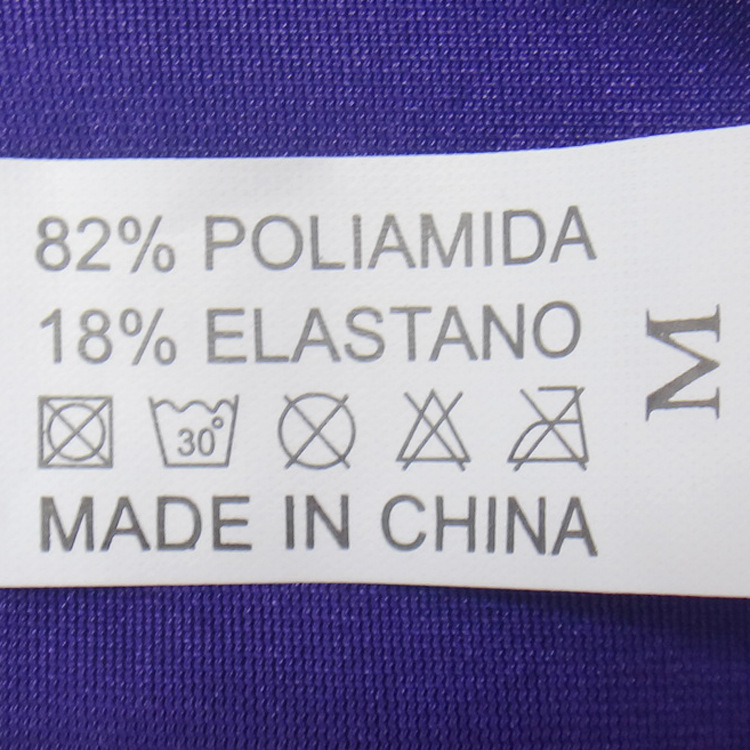 82% POLIAMIDA
18% ELASTANO
30°
MADE IN CHINA
M